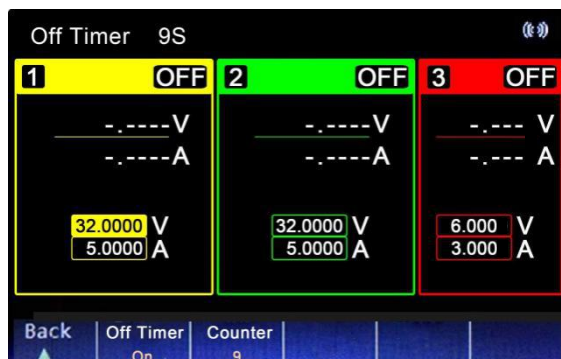 Off Timer 9S
1 OFF 2 OFF 3 OFF
-.----V -.----V -.--- V
-.----A -.----A -.--- A
32.0000 V 32.0000 V 6.000 V
5.0000 A 5.0000 A 3.000 A
Back Off Timer Counter
On 9